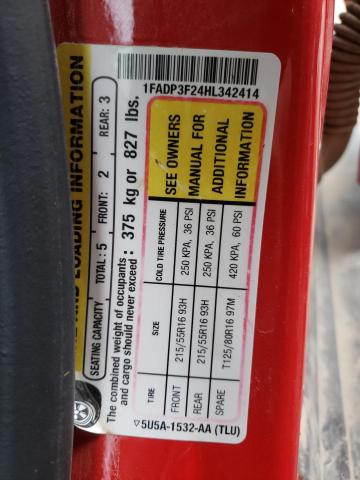 AND LOADING INFORMATION
SEATING CAPACITY TOTAL: 5 FRONT: 2 REAR: 3
The combined weight of occupants and cargo should never exceed: 375 kg or 827 lbs.
TIRE SIZE COLD TIRE PRESSURE
FRONT 215/55R16 93H 250 KPA, 36 PSI
REAR 215/55R16 93H 250 KPA, 36 PSI
SPARE T125/80R16 97M 420 KPA, 60 PSI
SEE OWNERS
MANUAL FOR
ADDITIONAL
INFORMATION
5U5A-1532-AA (TLU)
1FADP3F24HL342414